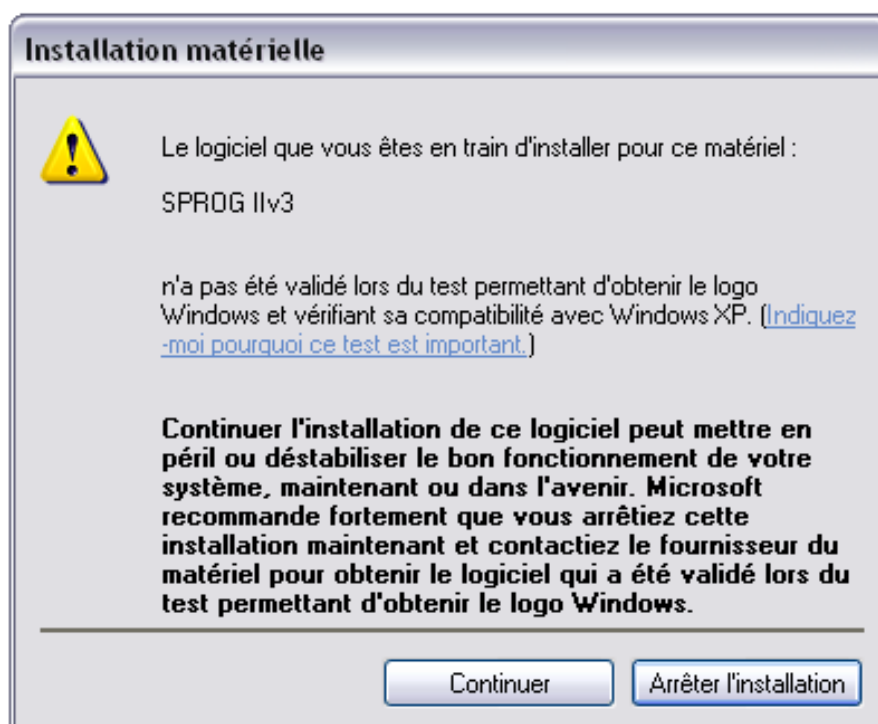 Installation matérielle
Le logiciel que vous êtes en train d'installer pour ce matériel :
SPROG IIv3
n'a pas été validé lors du test permettant d'obtenir le logo
Windows et vérifiant sa compatibilité avec Windows XP. (Indiquez
-moi pourquoi ce test est important.)
Continuer l'installation de ce logiciel peut mettre en
péril ou déstabiliser le bon fonctionnement de votre
système, maintenant ou dans l'avenir. Microsoft
recommande fortement que vous arrêtiez cette
installation maintenant et contactiez le fournisseur du
matériel pour obtenir le logiciel qui a été validé lors du
test permettant d'obtenir le logo Windows.
Continuer
Arrêter l'installation